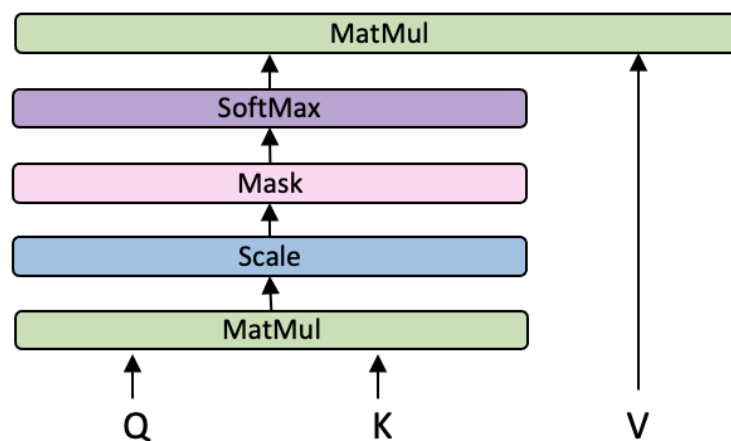 MatMul
SoftMax
Mask
Scale
MatMul
Q K V